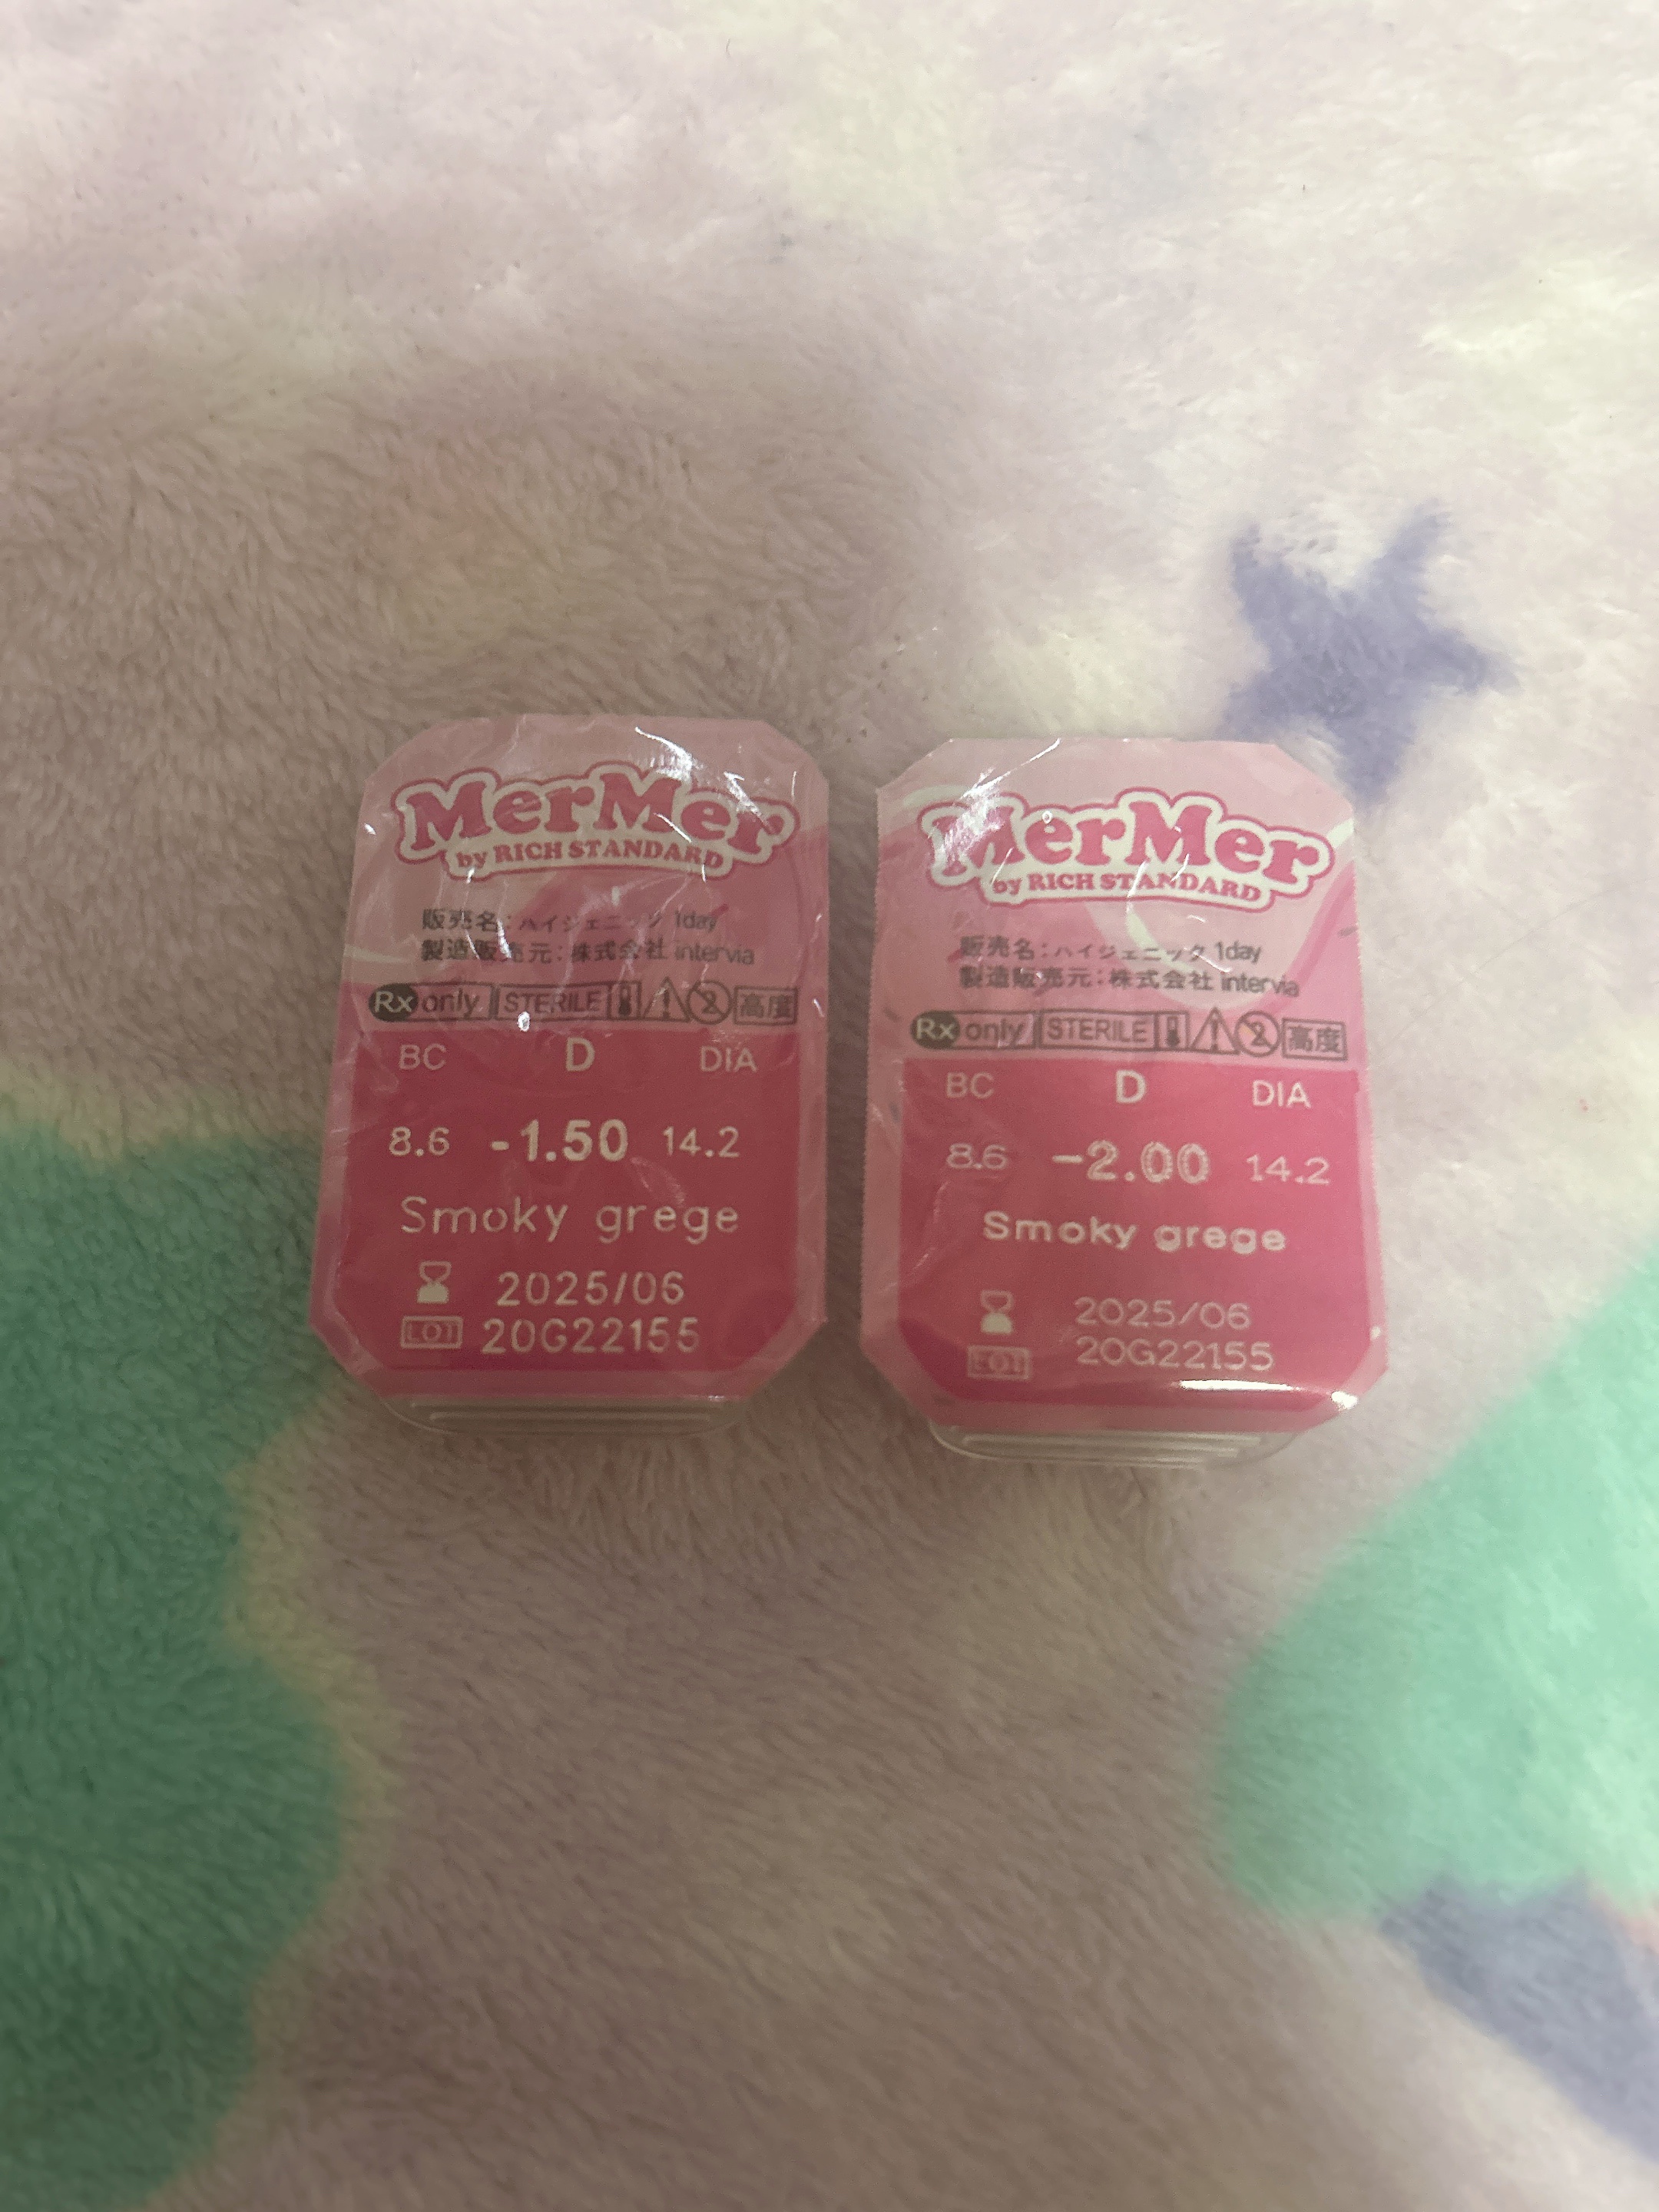 MerMer
by RICH STANDARD
販売名：ハイジェニック 1day
製造販売元：株式会社 intervia
Rx only STERILE 高度
BC D DIA
8.6 -1.50 14.2
Smoky grege
2025/06
LOT 20G22155
MerMer
by RICH STANDARD
販売名：ハイジェニック 1day
製造販売元：株式会社 intervia
Rx only STERILE 2 高度
BC D DIA
8.6 -2.00 14.2
Smoky grege
2025/06
LOT 20G22155